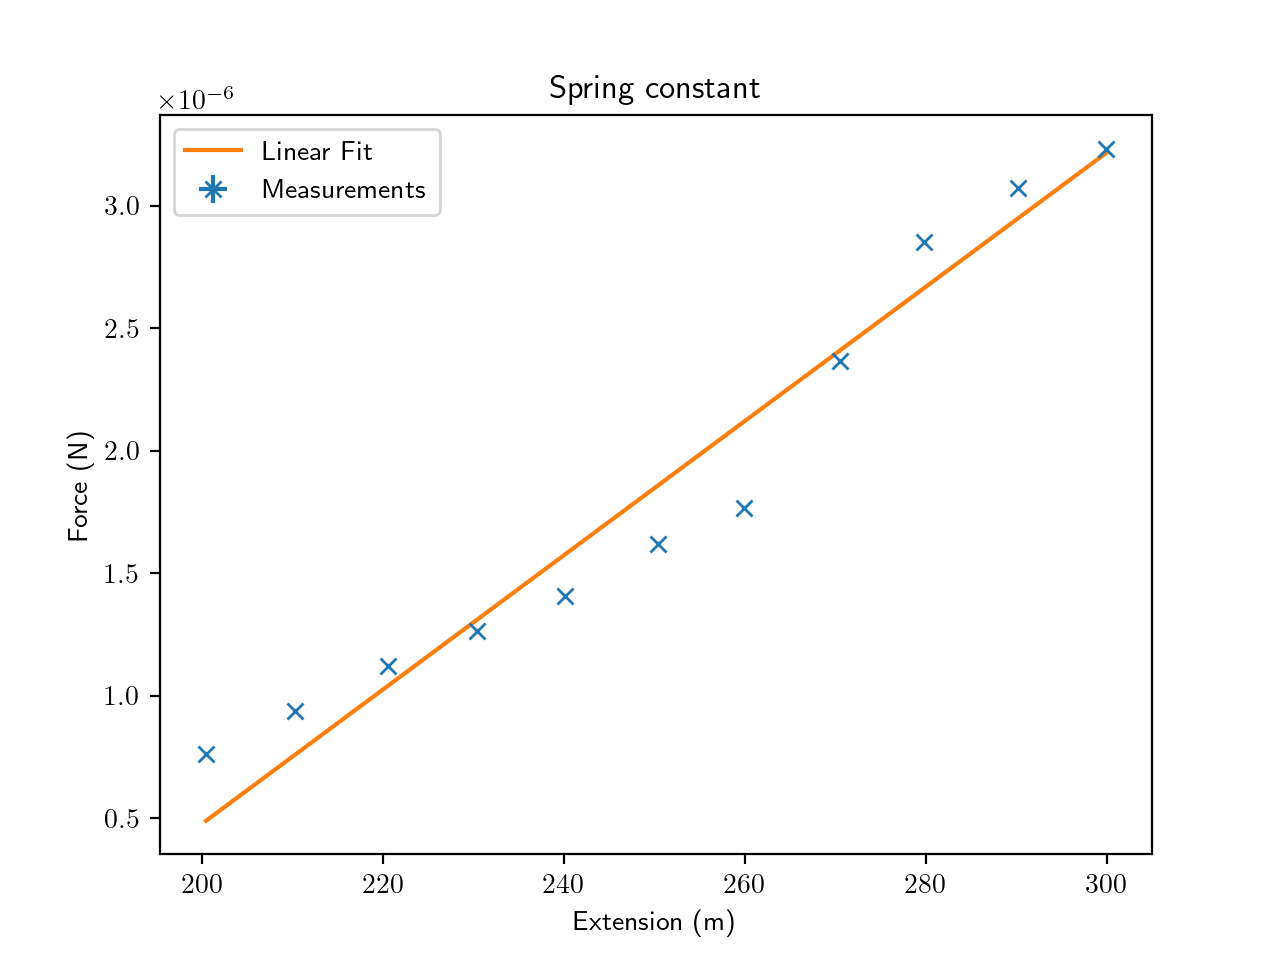 Spring constant
×10⁻⁶
Linear Fit
Measurements
3.0
2.5
2.0
1.5
1.0
0.5
Force (N)
200 220 240 260 280 300
Extension (m)